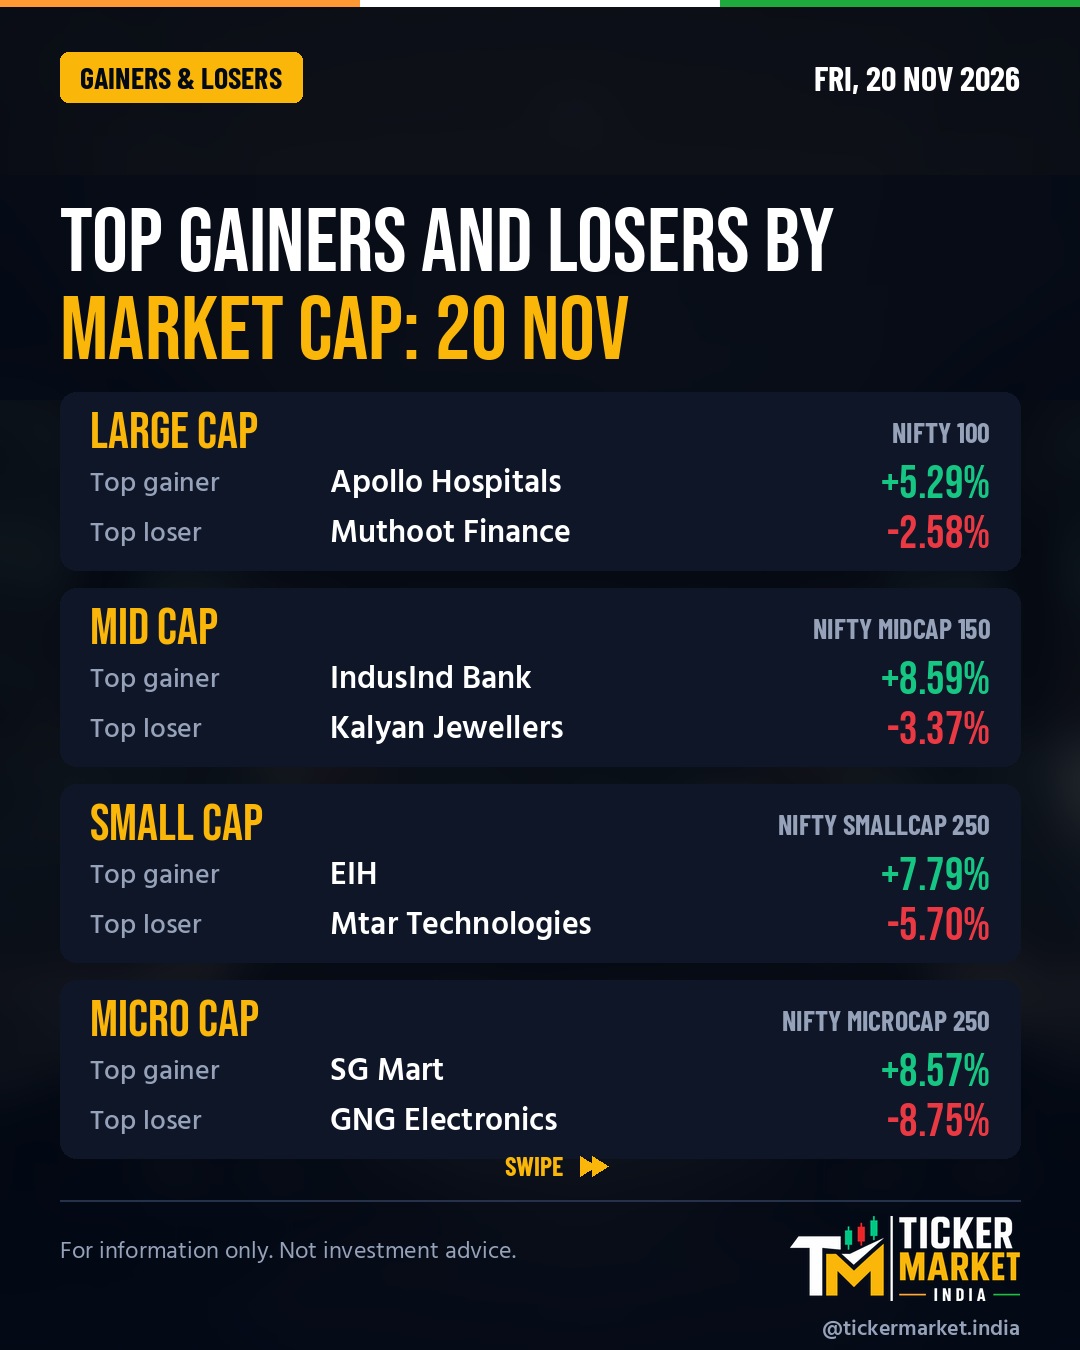 GAINERS & LOSERS
FRI, 20 NOV 2026
TOP GAINERS AND LOSERS BY
MARKET CAP: 20 NOV
LARGE CAP
NIFTY 100
Top gainer Apollo Hospitals +5.29%
Top loser Muthoot Finance -2.58%
MID CAP
NIFTY MIDCAP 150
Top gainer IndusInd Bank +8.59%
Top loser Kalyan Jewellers -3.37%
SMALL CAP
NIFTY SMALLCAP 250
Top gainer EIH +7.79%
Top loser Mtar Technologies -5.70%
MICRO CAP
NIFTY MICROCAP 250
Top gainer SG Mart +8.57%
Top loser GNG Electronics -8.75%
SWIPE
For information only. Not investment advice.
TM
TICKER
MARKET
INDIA
@tickermarket.india